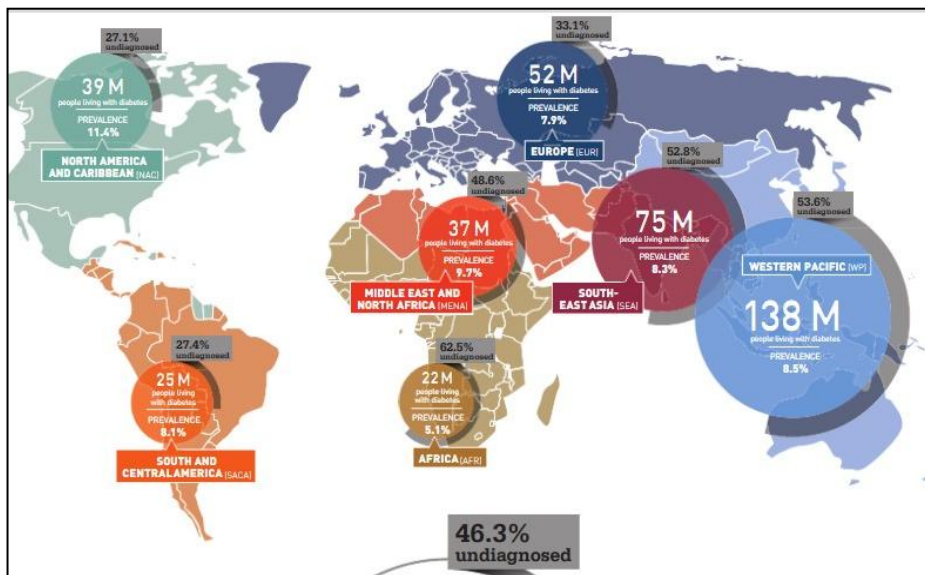 27.1%
undiagnosed
39 M
people living with diabetes
PREVALENCE
11.4%
NORTH AMERICA
AND CARIBBEAN [NAC]
33.1%
undiagnosed
52 M
people living with diabetes
PREVALENCE
7.9%
EUROPE [EUR]
48.6%
undiagnosed
37 M
people living with diabetes
PREVALENCE
9.7%
MIDDLE EAST AND
NORTH AFRICA [MENA]
52.8%
undiagnosed
75 M
people living with diabetes
PREVALENCE
8.3%
SOUTH-
EAST ASIA [SEA]
53.6%
undiagnosed
WESTERN PACIFIC [WP]
138 M
people living with diabetes
PREVALENCE
8.5%
27.4%
undiagnosed
25 M
people living
with diabetes
PREVALENCE
8.1%
SOUTH AND
CENTRAL AMERICA [SACA]
62.5%
undiagnosed
22 M
people living
with diabetes
PREVALENCE
5.1%
AFRICA [AFR]
46.3%
undiagnosed